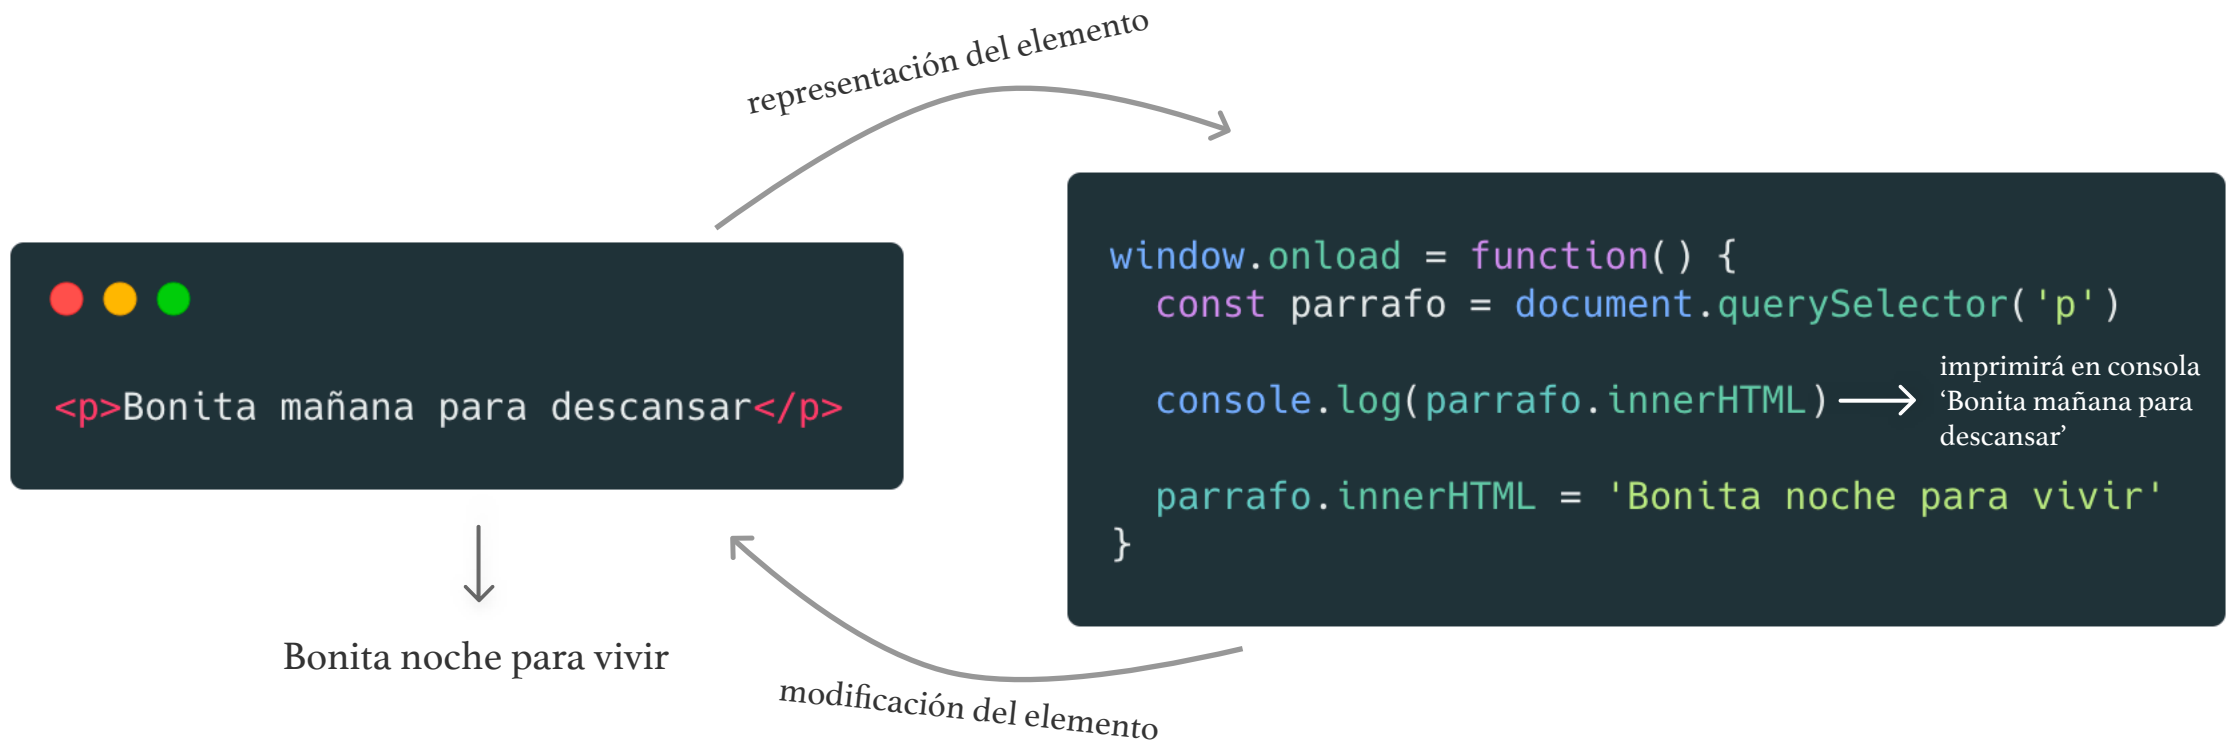 representación del elemento
<p>Bonita mañana para descansar</p>
Bonita noche para vivir
window.onload = function() {
  const parrafo = document.querySelector('p')
  console.log(parrafo.innerHTML)
imprimirá en consola
‘Bonita mañana para
descansar’
  parrafo.innerHTML = 'Bonita noche para vivir'
}
modificación del elemento